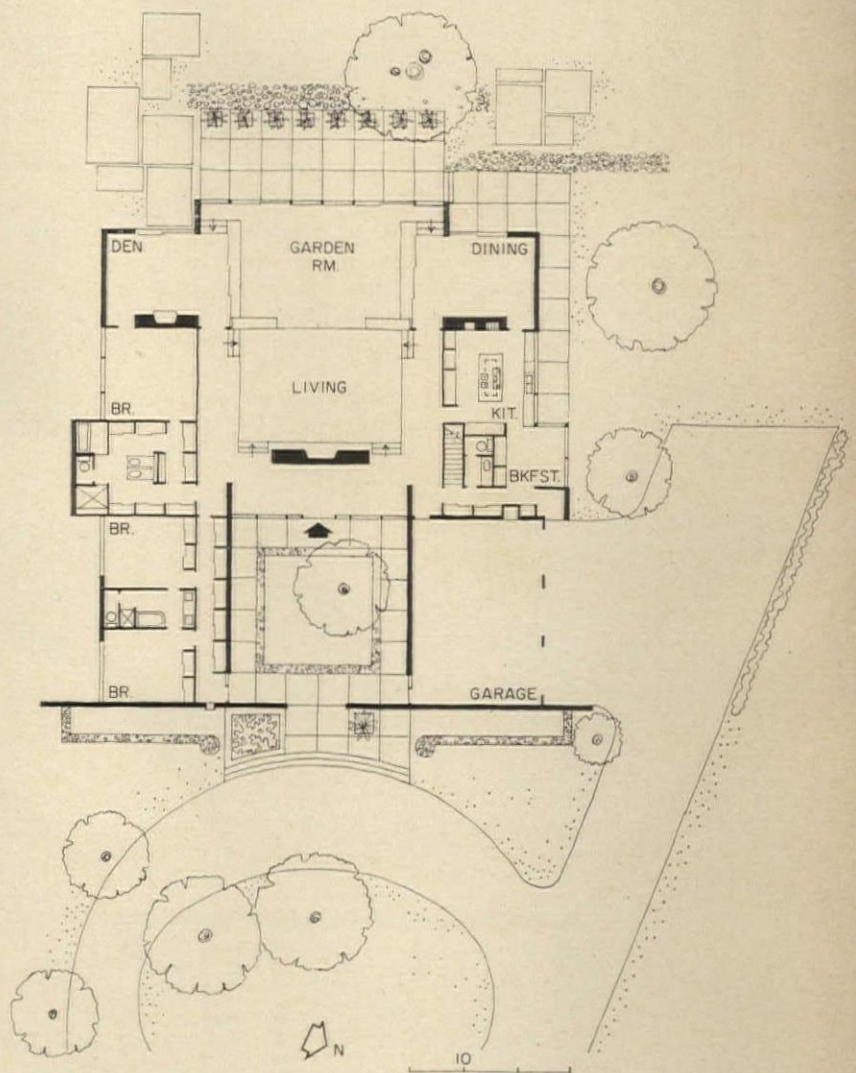 DEN
GARDEN
RM.
DINING
LIVING
BR.
KIT.
BKFST.
BR.
BR.
GARAGE
N
10